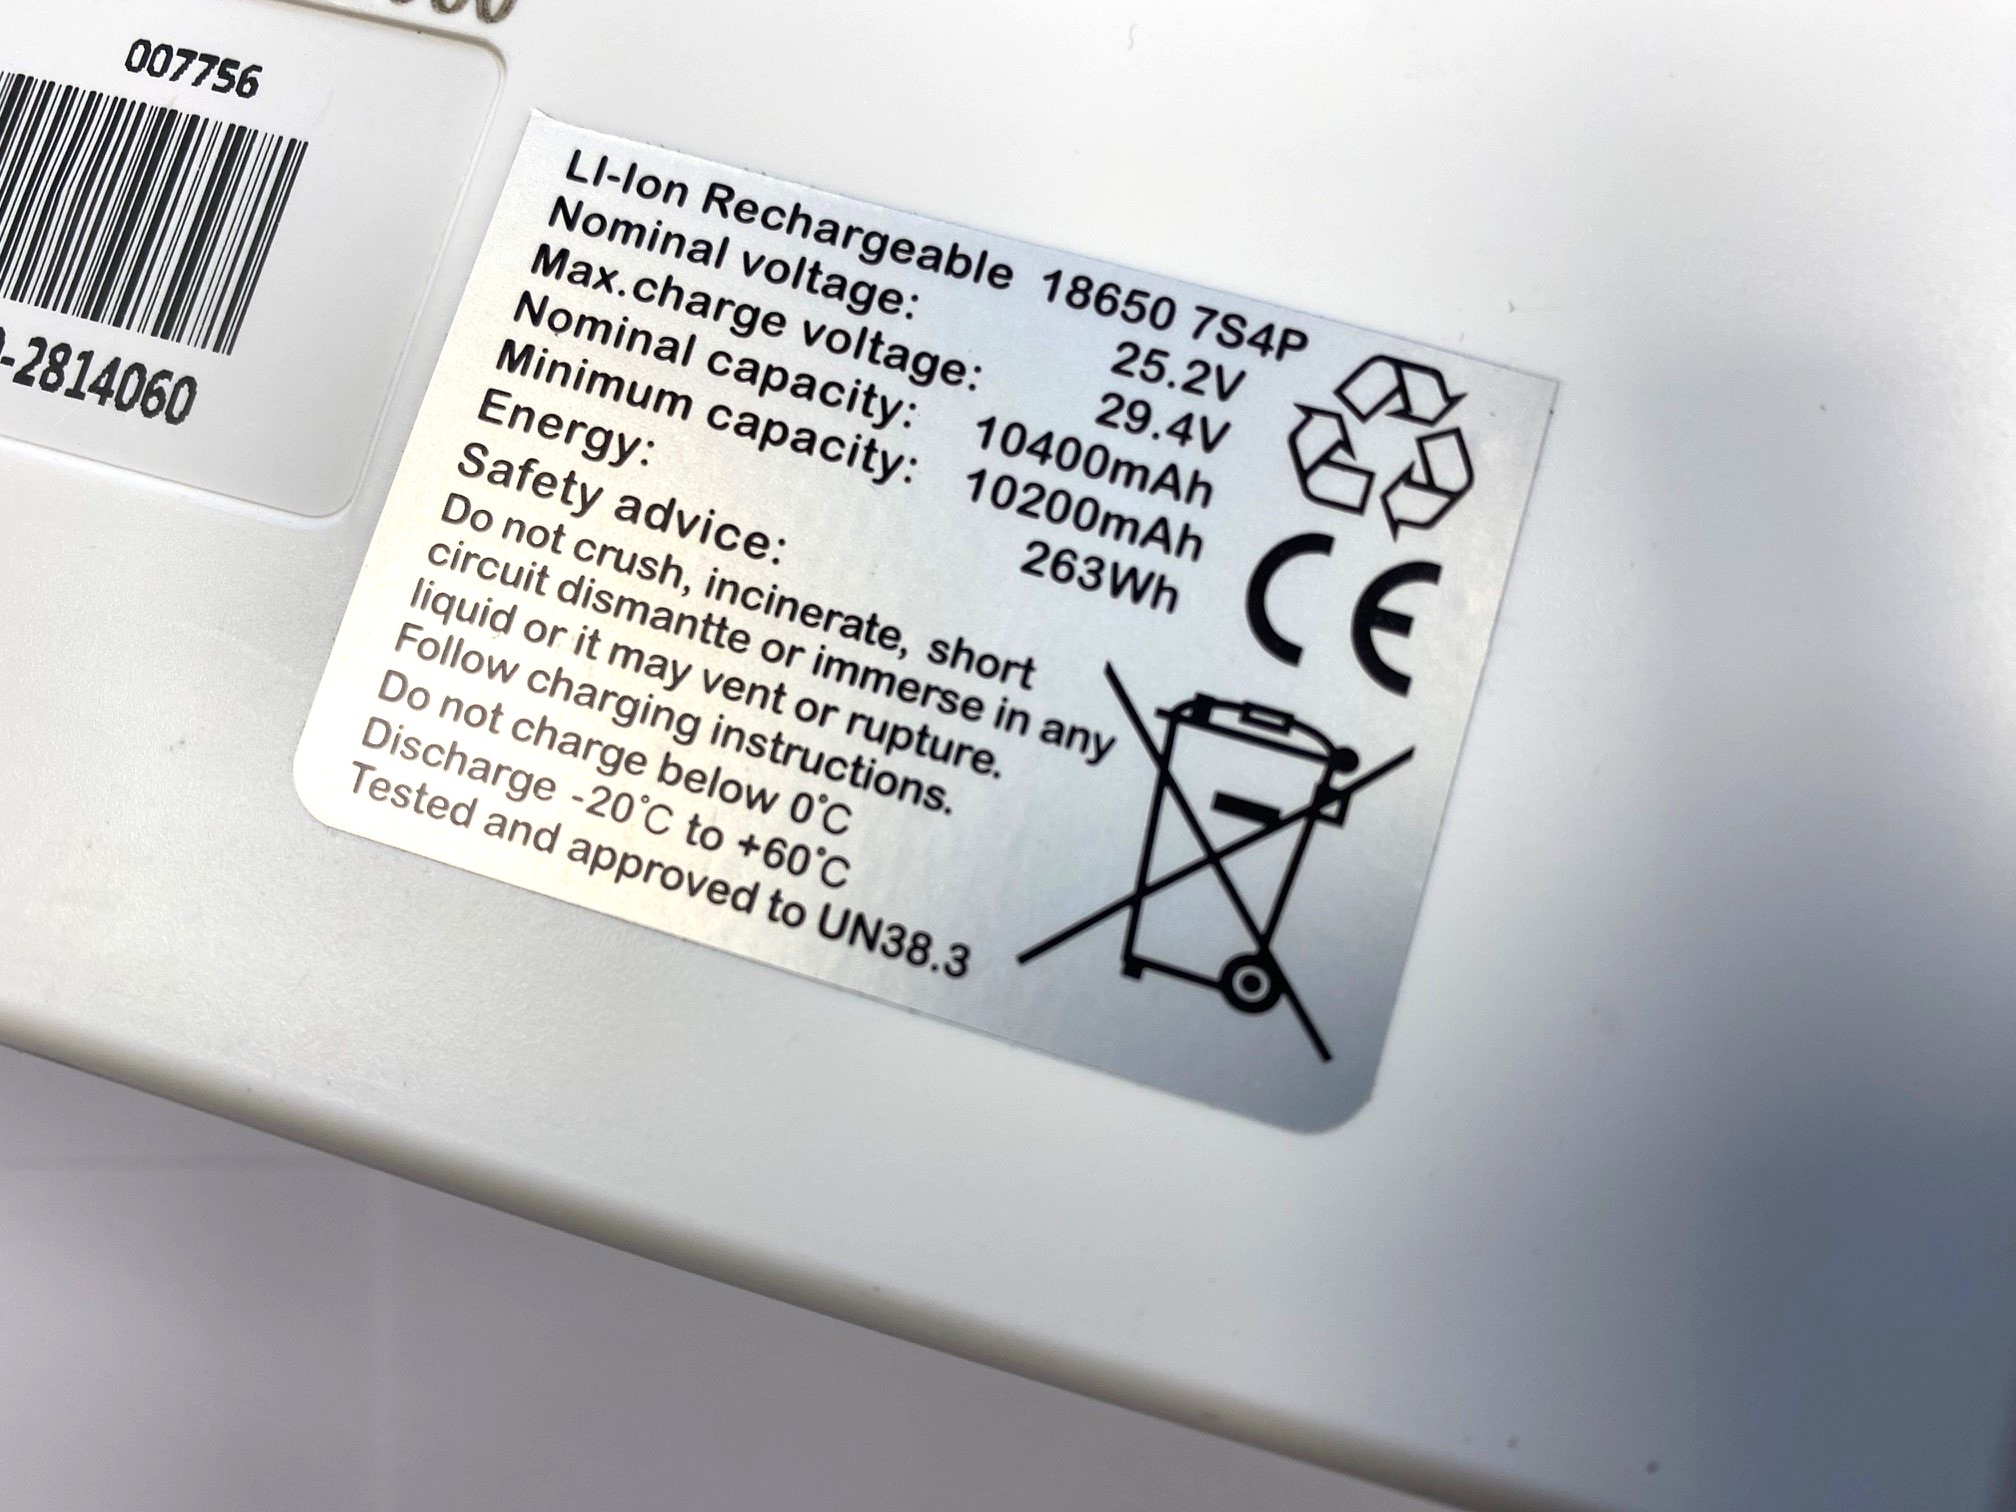 007756
-2814060
LI-Ion Rechargeable 18650 7S4P
Nominal voltage: 25.2V
Max.charge voltage: 29.4V
Nominal capacity: 10400mAh
Minimum capacity: 10200mAh
Energy: 263Wh
Safety advice:
Do not crush, incinerate, short
circuit dismantte or immerse in any
liquid or it may vent or rupture.
Follow charging instructions.
Do not charge below 0°C
Discharge -20°C to +60°C
Tested and approved to UN38.3
CE